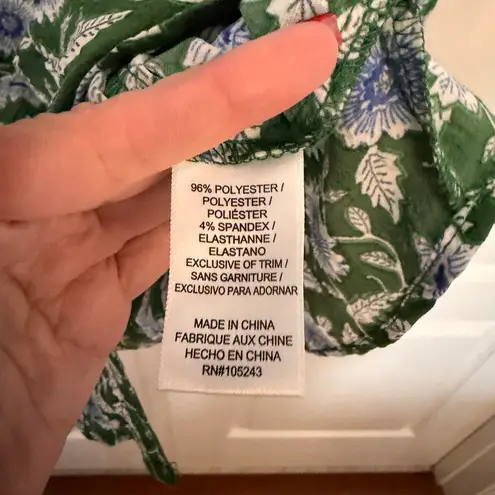 96% POLYESTER /
POLYESTER /
POLIÉSTER
4% SPANDEX /
ELASTHANNE /
ELASTANO
EXCLUSIVE OF TRIM /
SANS GARNITURE /
EXCLUSIVO PARA ADORNAR
MADE IN CHINA
FABRIQUE AUX CHINE
HECHO EN CHINA
RN#105243